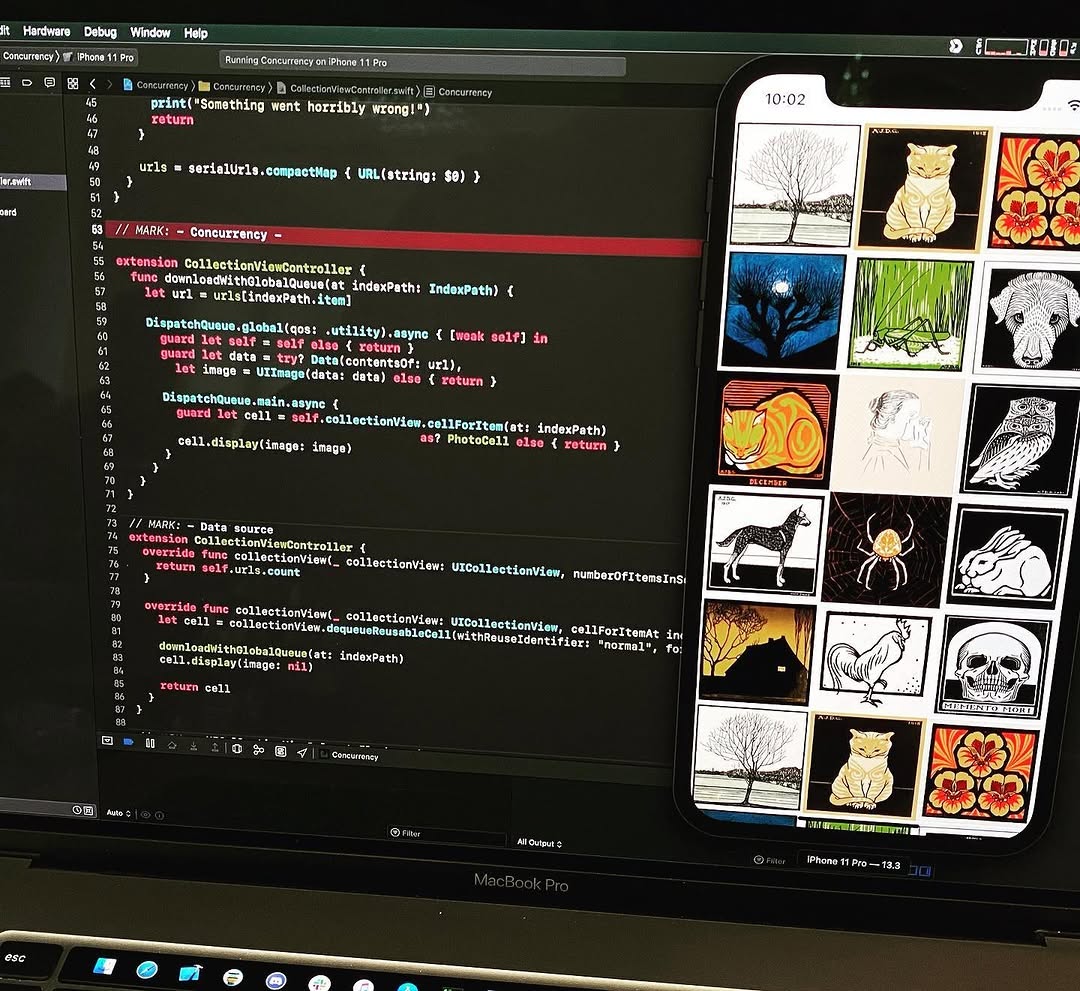 Hardware Debug Window Help
Concurrency iPhone 11 Pro
Running Concurrency on iPhone 11 Pro
Concurrency Concurrency CollectionViewController.swift Concurrency
45 print("Something went horribly wrong!")
46 return
47 }
48
49 urls = serialUrls.compactMap { URL(string: $0) }
50 }
51 }
52
53 // MARK: - Concurrency -
54
55 extension CollectionViewController {
56 func downloadWithGlobalQueue(at indexPath: IndexPath) {
57 let url = urls[indexPath.item]
58
59 DispatchQueue.global(qos: .utility).async { [weak self] in
60 guard let self = self else { return }
61 guard let data = try? Data(contentsOf: url),
62 let image = UIImage(data: data) else { return }
63
64 DispatchQueue.main.async {
65 guard let cell = self.collectionView.cellForItem(at: indexPath)
66 as? PhotoCell else { return }
67 cell.display(image: image)
68 }
69 }
70 }
71 }
72
73 // MARK: - Data source
74 extension CollectionViewController {
75 override func collectionView(_ collectionView: UICollectionView, numberOfItemsInS
76 return self.urls.count
77 }
78
79 override func collectionView(_ collectionView: UICollectionView, cellForItemAt
80 let cell = collectionView.dequeueReusableCell(withReuseIdentifier: "normal",
81
82 downloadWithGlobalQueue(at: indexPath)
83 cell.display(image: nil)
84
85 return cell
86 }
87 }
88
ler.swift
oard
Concurrency
Auto
Filter
All Output
Filter
10:02
A.J.D.G. 1918
DECEMBER
A.J.D.G.
1917
MEMENTO MORI
A.J.D.G. 1918
iPhone 11 Pro — 13.3
MacBook Pro
esc